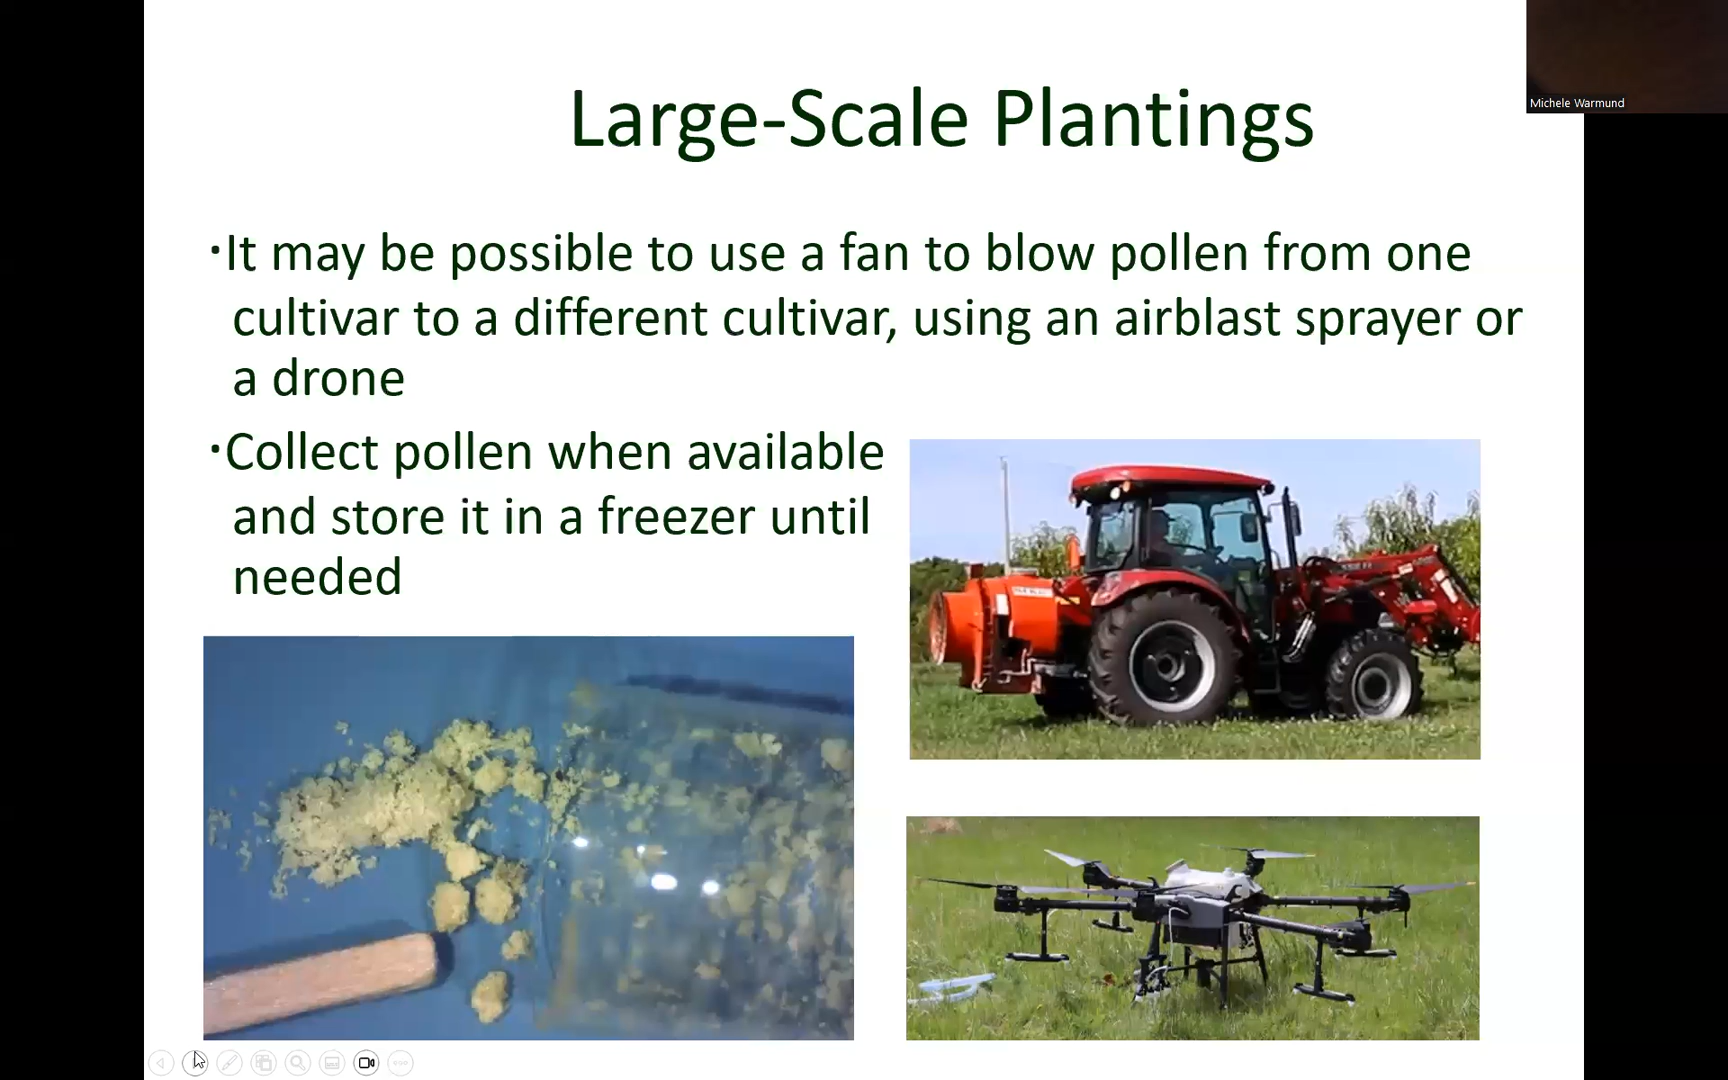 Michele Warmund
Large-Scale Plantings
·It may be possible to use a fan to blow pollen from one
cultivar to a different cultivar, using an airblast sprayer or
a drone
·Collect pollen when available
and store it in a freezer until
needed